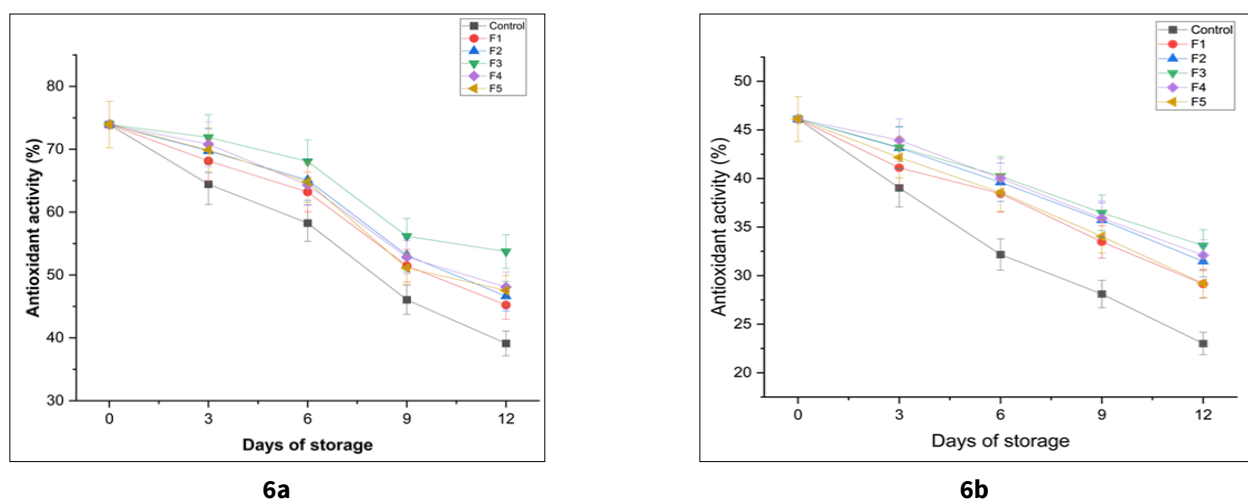 Control
F1
F2
F3
F4
F5
80
70
60
50
40
30
Antioxidant activity (%)
0 3 6 9 12
Days of storage
6a
Control
F1
F2
F3
F4
F5
50
45
40
35
30
25
20
Antioxidant activity (%)
0 3 6 9 12
Days of storage
6b